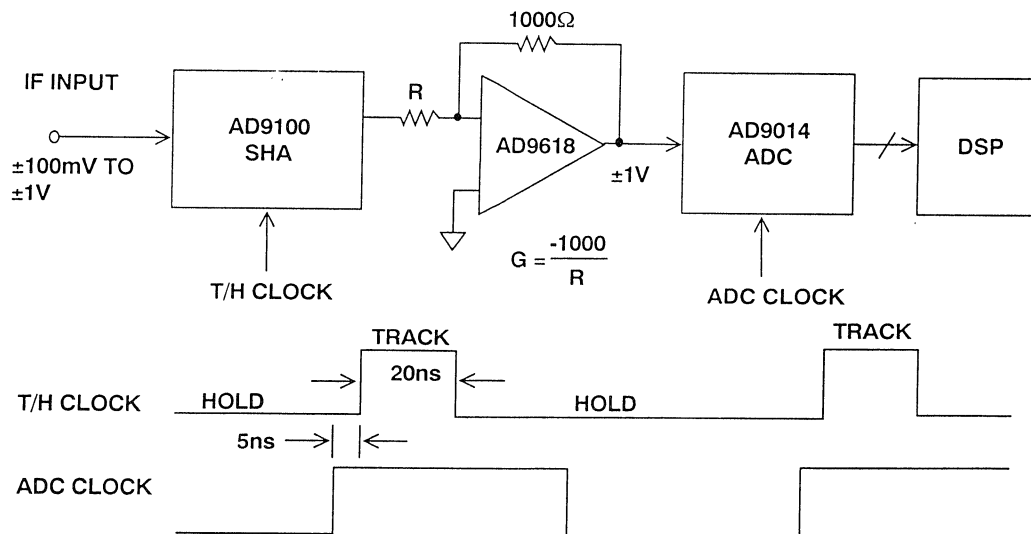 1000Ω
IF INPUT
R
AD9100
SHA
AD9618
AD9014
ADC
DSP
±100mV TO
±1V
±1V
G = -1000
R
T/H CLOCK
ADC CLOCK
TRACK
TRACK
20ns
T/H CLOCK
HOLD
HOLD
5ns
ADC CLOCK